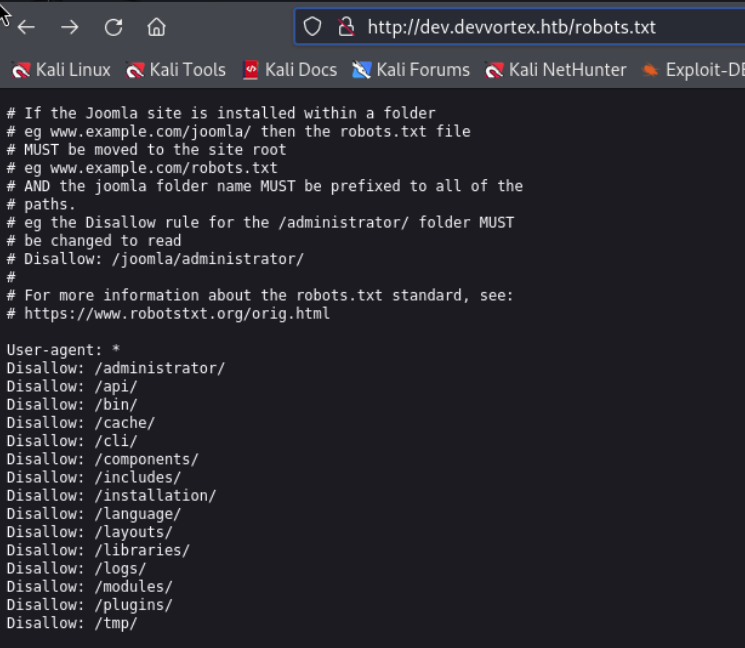 http://dev.devvortex.htb/robots.txt
Kali Linux Kali Tools Kali Docs Kali Forums Kali NetHunter Exploit-DB
# If the Joomla site is installed within a folder
# eg www.example.com/joomla/ then the robots.txt file
# MUST be moved to the site root
# eg www.example.com/robots.txt
# AND the joomla folder name MUST be prefixed to all of the
# paths.
# eg the Disallow rule for the /administrator/ folder MUST
# be changed to read
# Disallow: /joomla/administrator/
#
# For more information about the robots.txt standard, see:
# https://www.robotstxt.org/orig.html
User-agent: *
Disallow: /administrator/
Disallow: /api/
Disallow: /bin/
Disallow: /cache/
Disallow: /cli/
Disallow: /components/
Disallow: /includes/
Disallow: /installation/
Disallow: /language/
Disallow: /layouts/
Disallow: /libraries/
Disallow: /logs/
Disallow: /modules/
Disallow: /plugins/
Disallow: /tmp/